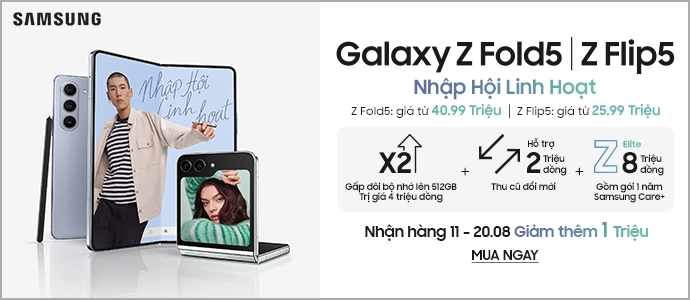 SAMSUNG
Nhập Hội
Linh hoạt
Galaxy Z Fold5 | Z Flip5
Nhập Hội Linh Hoạt
Z Fold5: giá từ 40.99 Triệu | Z Flip5: giá từ 25.99 Triệu
X2
Gấp đôi bộ nhớ lên 512GB
Trị giá 4 triệu đồng
+
Hỗ trợ
2 Triệu đồng
Thu cũ đổi mới
+
Z Elite
8 Triệu đồng
Gồm gói 1 năm
Samsung Care+
Nhận hàng 11 - 20.08 Giảm thêm 1 Triệu
MUA NGAY